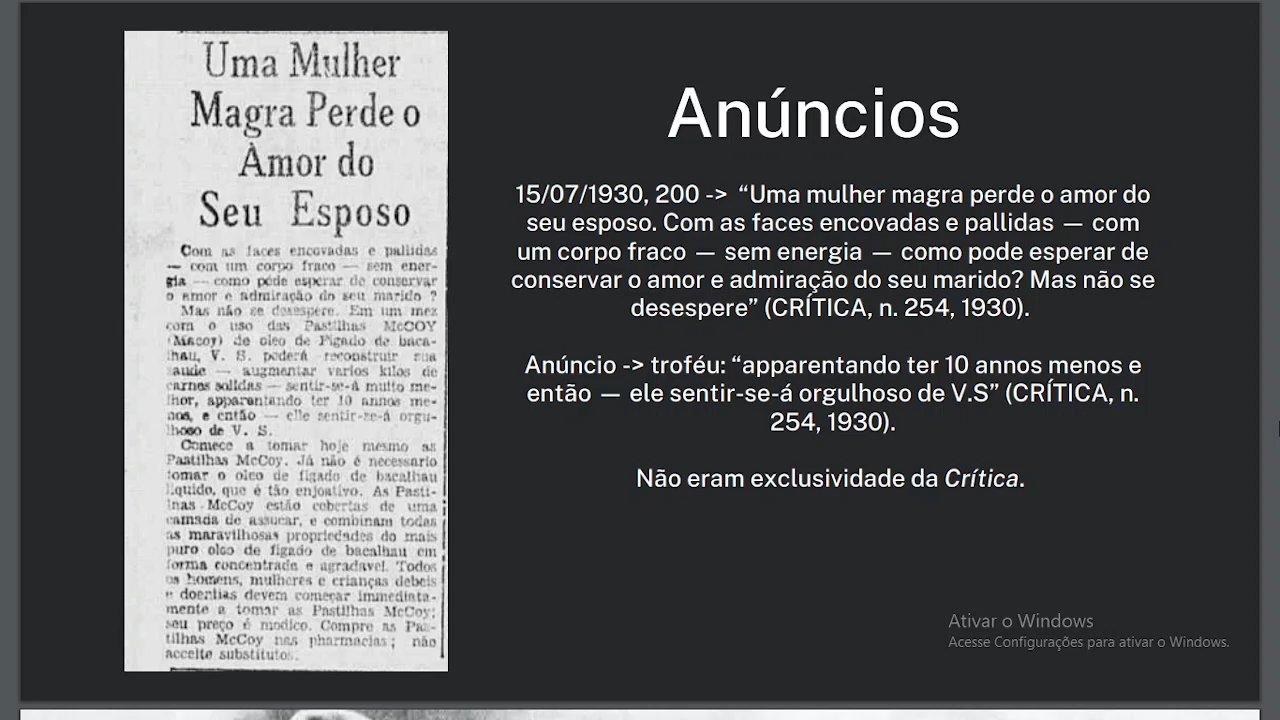 Uma Mulher
Magra Perde o
Amor do
Seu Esposo
Com as faces encovadas e pallidas
— com um corpo fraco — sem ener-
gia — como póde esperar de conservar
o amor e admiração do seu marido ?
Mas não se desespere. Em um mez
com o uso das Pastilhas McCOY
(Macoy) de oleo de Figado de baca-
lhau, V. S. poderá reconstruir sua
saude — augmentar varios kilos de
carnes solidas — sentir-se-á muito me-
lhor, apparentando ter 10 annos me-
nos, e então — elle sentir-se-á orgu-
lhoso de V. S.
Comece a tomar hoje mesmo as
Pastilhas McCoy. Já não é necessario
tomar o oleo de figado de bacalhau
liquido, que é tão enjoativo. As Pasti-
lhas McCoy estão cobertas de uma
camada de assucar, e combinam todas
as maravilhosas propriedades do mais
puro oleo de figado de bacalhau em
forma concentrada e agradavel. Todos
os homens, mulheres e crianças debeis
e doentias devem começar immediata-
mente a tomar as Pastilhas McCoy;
seu preço é modico. Compre as Pas-
tilhas McCoy nas pharmacias; não
acceite substitutos.
Anúncios
15/07/1930, 200 -> “Uma mulher magra perde o amor do
seu esposo. Com as faces encovadas e pallidas — com
um corpo fraco — sem energia — como pode esperar de
conservar o amor e admiração do seu marido? Mas não se
desespere” (CRÍTICA, n. 254, 1930).
Anúncio -> troféu: “apparentando ter 10 annos menos e
então — ele sentir-se-á orgulhoso de V.S” (CRÍTICA, n.
254, 1930).
Não eram exclusividade da Crítica.
Ativar o Windows
Acesse Configurações para ativar o Windows.